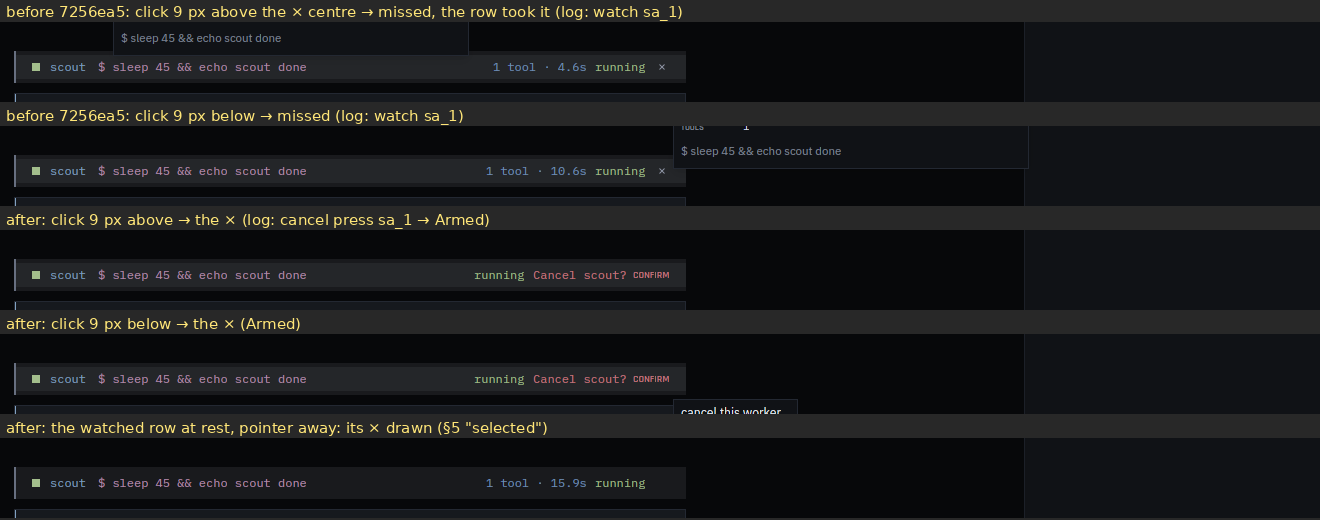 before 7256ea5: click 9 px above the × centre → missed, the row took it (log: watch sa_1)
$ sleep 45 && echo scout done
scout $ sleep 45 && echo scout done 1 tool · 4.6s running ×
before 7256ea5: click 9 px below → missed (log: watch sa_1)
TOOLS 1
$ sleep 45 && echo scout done
scout $ sleep 45 && echo scout done 1 tool · 10.6s running ×
after: click 9 px above → the × (log: cancel press sa_1 → Armed)
scout $ sleep 45 && echo scout done running Cancel scout? CONFIRM
after: click 9 px below → the × (Armed)
scout $ sleep 45 && echo scout done running Cancel scout? CONFIRM
cancel this worker
after: the watched row at rest, pointer away: its × drawn (§5 "selected")
scout $ sleep 45 && echo scout done 1 tool · 15.9s running